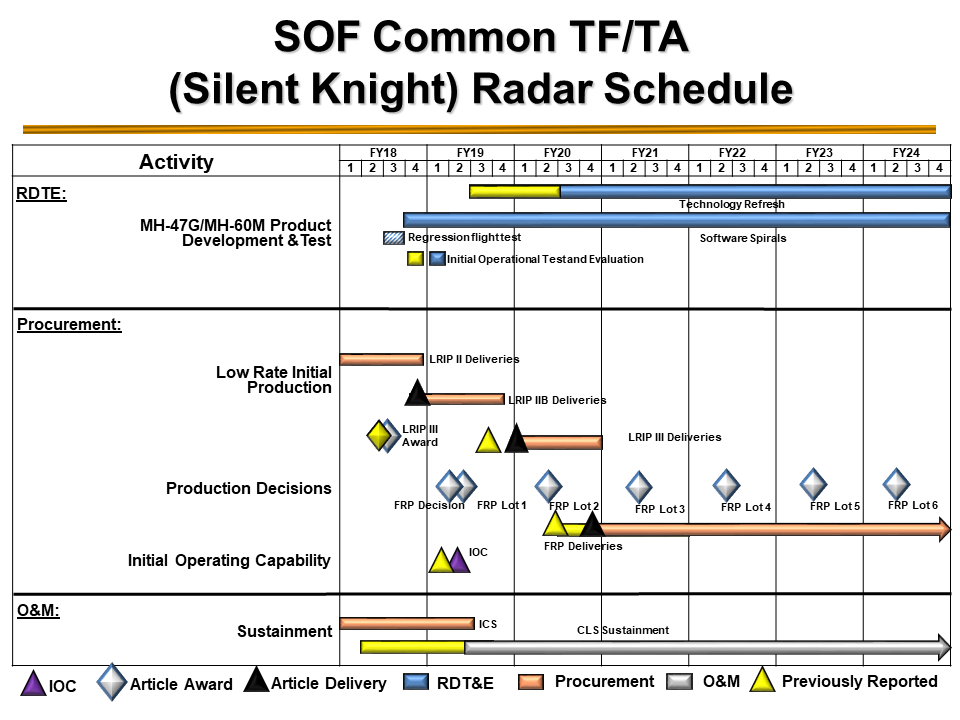 SOF Common TF/TA
(Silent Knight) Radar Schedule
Activity
FY18 FY19 FY20 FY21 FY22 FY23 FY24
1 2 3 4 1 2 3 4 1 2 3 4 1 2 3 4 1 2 3 4 1 2 3 4 1 2 3 4
RDTE:
Technology Refresh
MH-47G/MH-60M Product
Development &Test
Regression flight test
Software Spirals
Initial Operational Test and Evaluation
Procurement:
LRIP II Deliveries
Low Rate Initial
Production
LRIP IIB Deliveries
LRIP III
Award
LRIP III Deliveries
Production Decisions
FRP Decision
FRP Lot 1
FRP Lot 2
FRP Lot 3
FRP Lot 4
FRP Lot 5
FRP Lot 6
FRP Deliveries
Initial Operating Capability
IOC
O&M:
Sustainment
ICS
CLS Sustainment
IOC
Article Award
Article Delivery
RDT&E
Procurement
O&M
Previously Reported